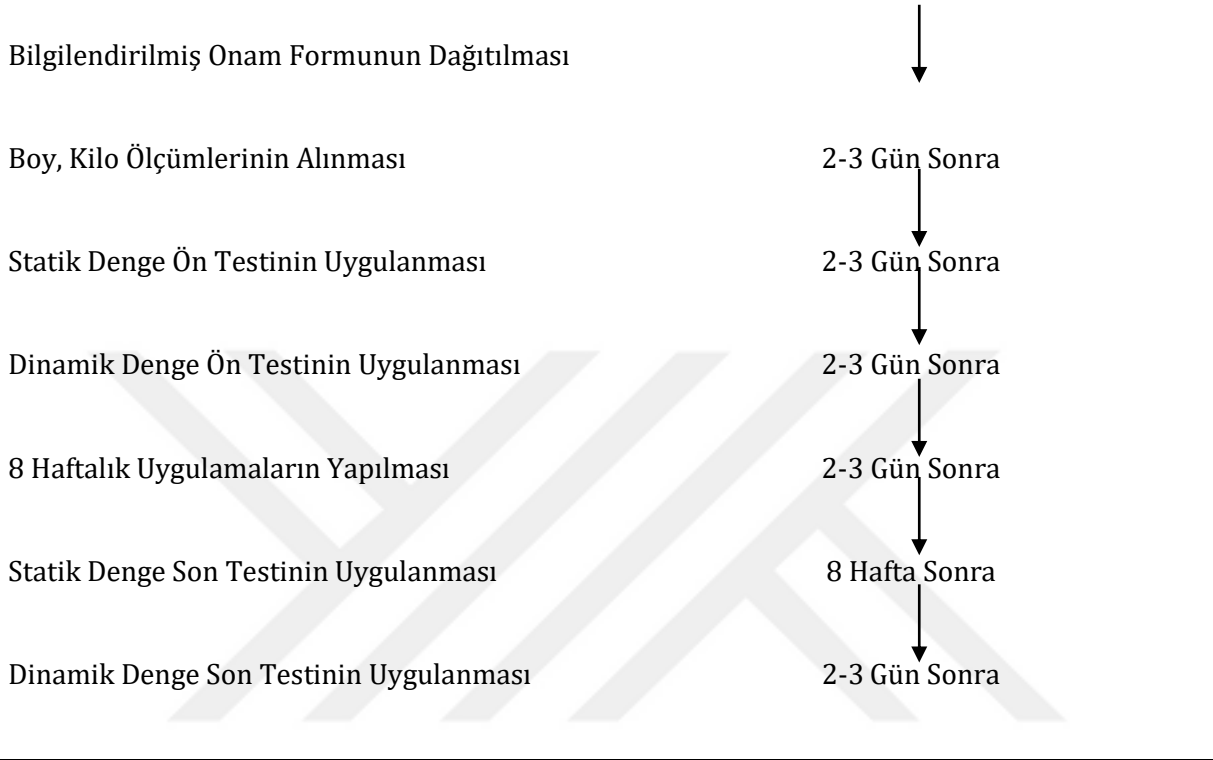 Bilgilendirilmiş Onam Formunun Dağıtılması
Boy, Kilo Ölçümlerinin Alınması 2-3 Gün Sonra
Statik Denge Ön Testinin Uygulanması 2-3 Gün Sonra
Dinamik Denge Ön Testinin Uygulanması 2-3 Gün Sonra
8 Haftalık Uygulamaların Yapılması 2-3 Gün Sonra
Statik Denge Son Testinin Uygulanması 8 Hafta Sonra
Dinamik Denge Son Testinin Uygulanması 2-3 Gün Sonra